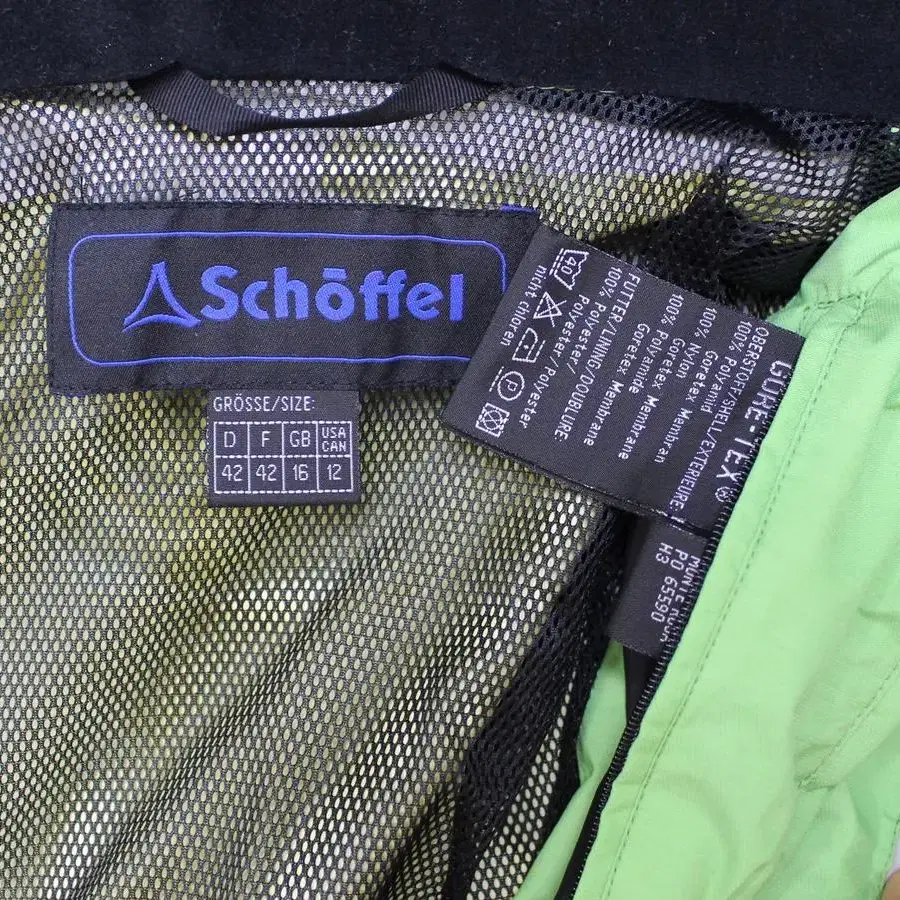 Schöffel
GRÖSSE/SIZE:
D F GB USA CAN
42 42 16 12
GORE-TEX®
OBERSTOFF/SHELL/EXTERIEURE:
100% Polyamid
Goretex Membran
100% Nylon
Goretex Membrane
100% Polyamide
Goretex Membrane
FUTTER/LINING/DOUBLURE:
100% Polyester/
Polyester/Polyester
40
P
nicht chloren
PO 65590
H3